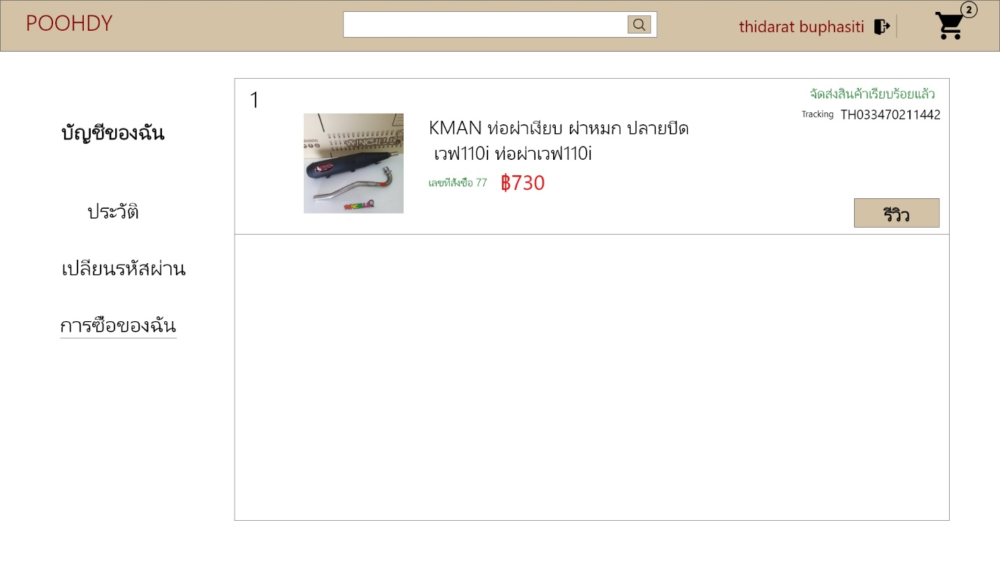 POOHDY
thidarat buphasiti
2
บัญชีของฉัน
ประวัติ
เปลี่ยนรหัสผ่าน
การซื้อของฉัน
1
จัดส่งสินค้าเรียบร้อยแล้ว
Tracking TH033470211442
KMAN ท่อผ่าเงียบ ผ่าหมก ปลายปิด
เวฟ110i ท่อผ่าเวฟ110i
เลขที่สั่งซื้อ 77 ฿730
รีวิว